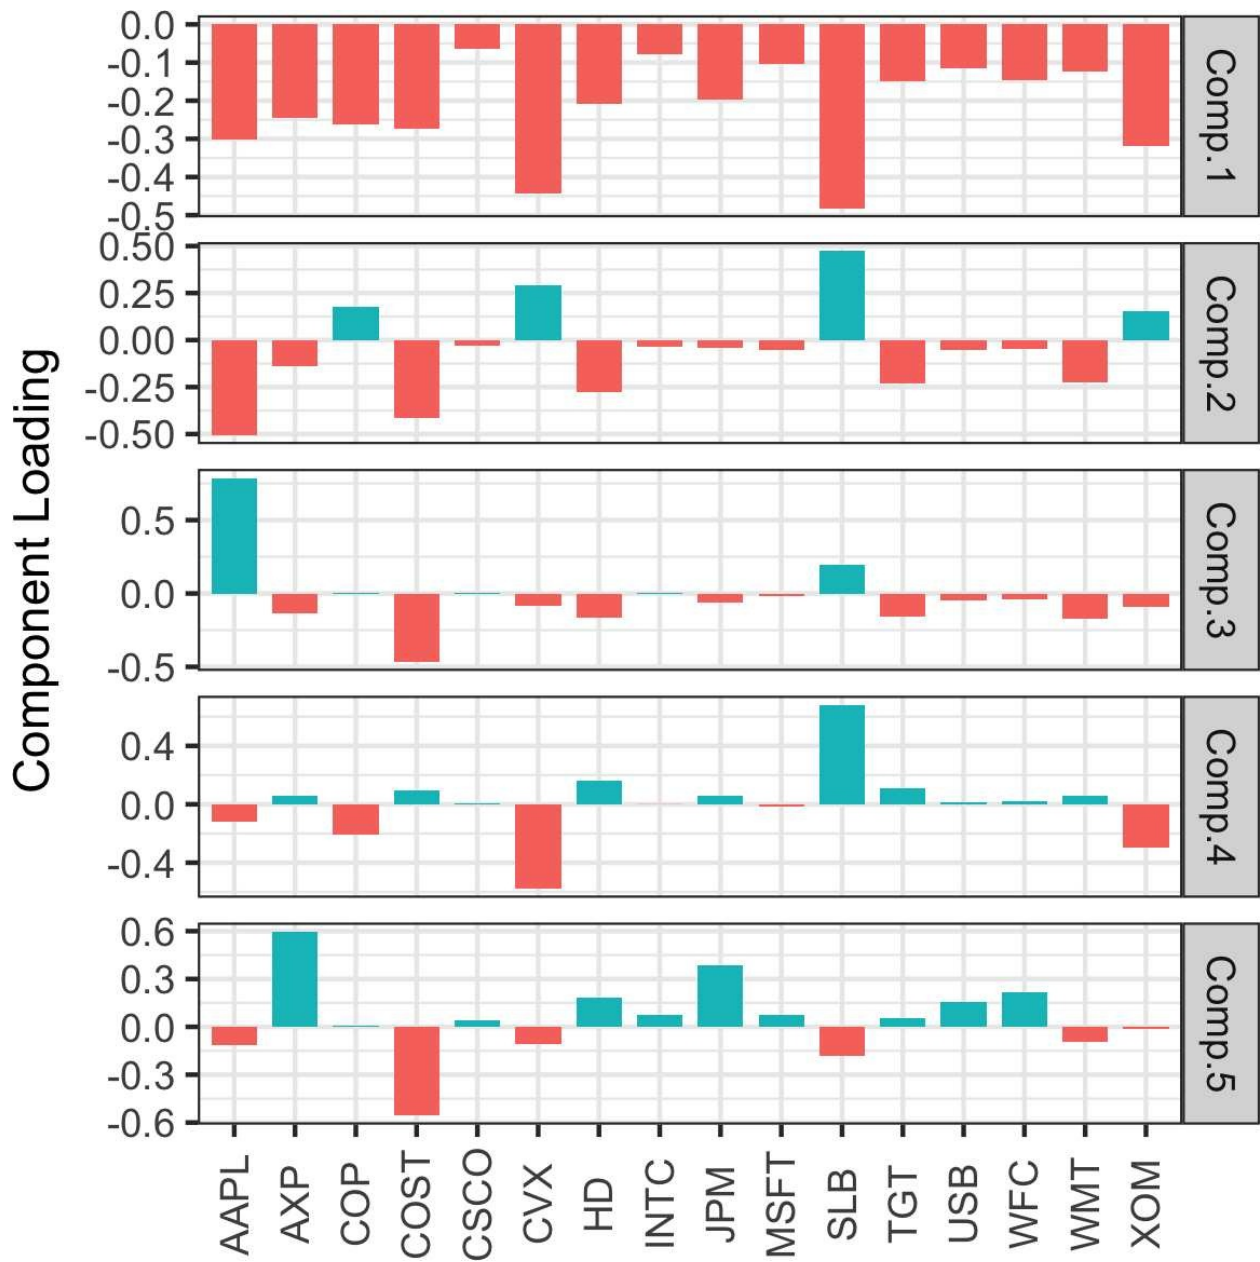 Component Loading
0.0
-0.1
-0.2
-0.3
-0.4
-0.5
Comp.1
0.50
0.25
0.00
-0.25
-0.50
Comp.2
0.5
0.0
-0.5
Comp.3
0.4
0.0
-0.4
Comp.4
0.6
0.3
0.0
-0.3
-0.6
Comp.5
AAPL
AXP
COP
COST
CSCO
CVX
HD
INTC
JPM
MSFT
SLB
TGT
USB
WFC
WMT
XOM